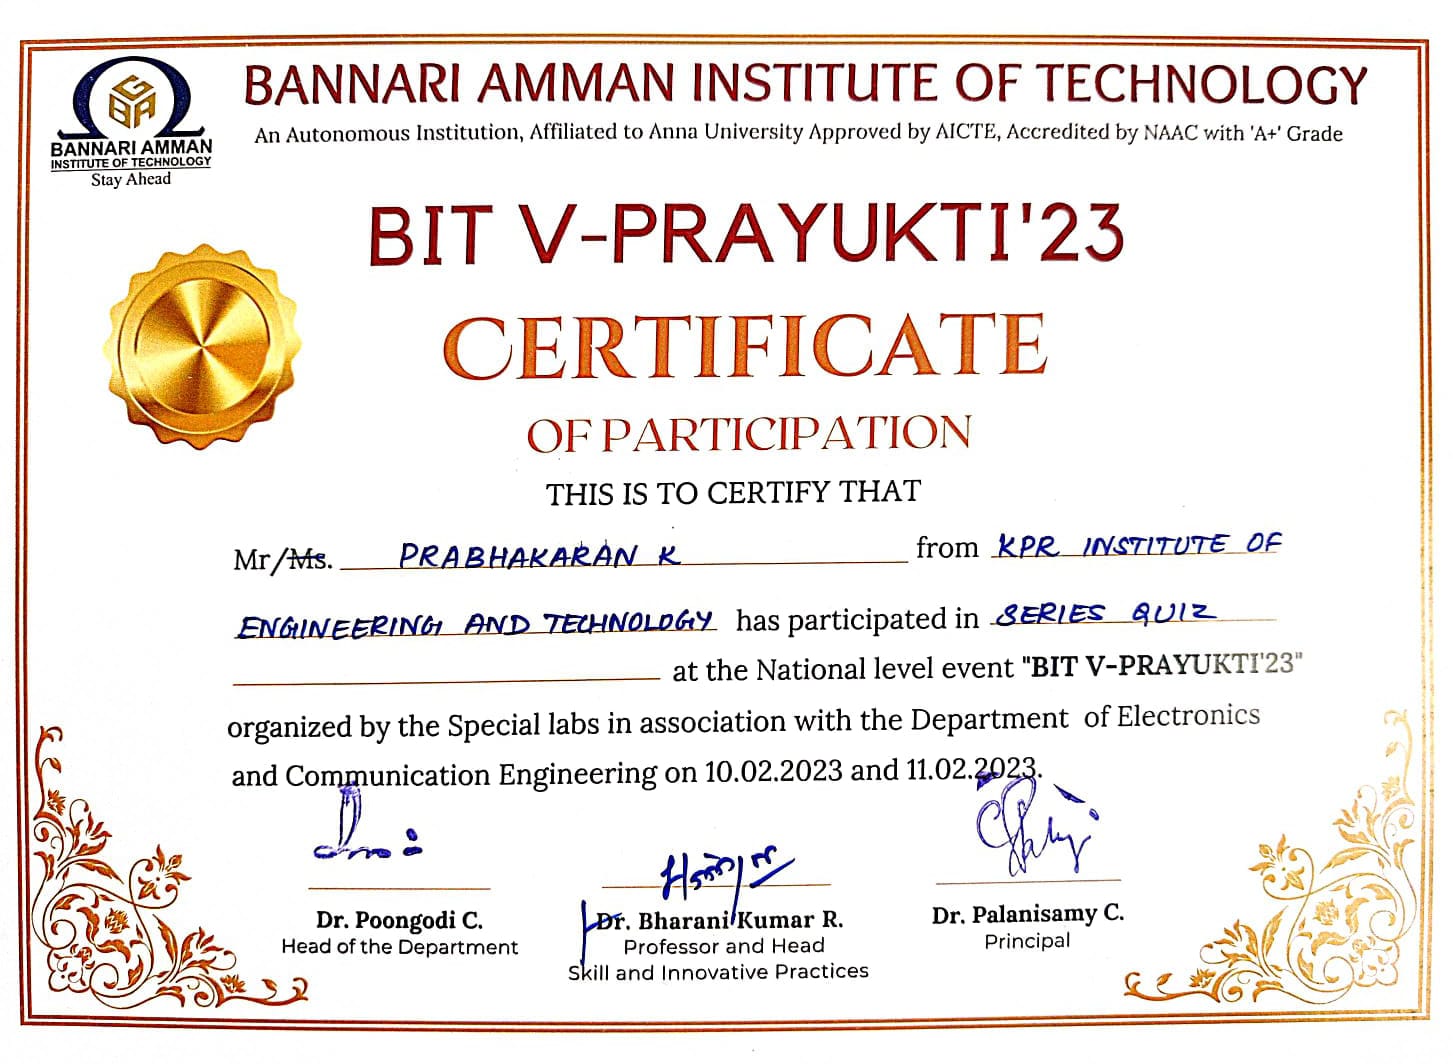 BANNARI AMMAN INSTITUTE OF TECHNOLOGY
An Autonomous Institution, Affiliated to Anna University Approved by AICTE, Accredited by NAAC with 'A+' Grade
BANNARI AMMAN
INSTITUTE OF TECHNOLOGY
Stay Ahead
BIT V-PRAYUKTI'23
CERTIFICATE
OF PARTICIPATION
THIS IS TO CERTIFY THAT
Mr/Ms. PRABHAKARAN K from KPR INSTITUTE OF
ENGINEERING AND TECHNOLOGY has participated in SERIES QUIZ
at the National level event "BIT V-PRAYUKTI'23"
organized by the Special labs in association with the Department of Electronics
and Communication Engineering on 10.02.2023 and 11.02.2023.
Dr. Poongodi C. Dr. Bharani Kumar R. Dr. Palanisamy C.
Head of the Department Professor and Head Principal
Skill and Innovative Practices